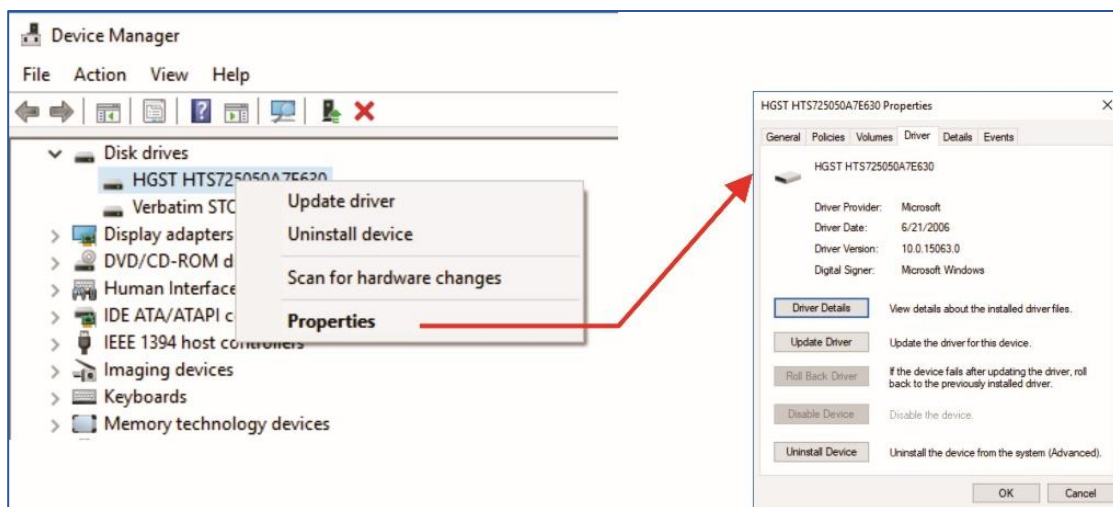 Device Manager
File Action View Help
Disk drives
HGST HTS725050A7E630
Verbatim STO
Display adapters
DVD/CD-ROM d
Human Interface
IDE ATA/ATAPI c
IEEE 1394 host controllers
Imaging devices
Keyboards
Memory technology devices
Update driver
Uninstall device
Scan for hardware changes
Properties
HGST HTS725050A7E630 Properties
General Policies Volumes Driver Details Events
HGST HTS725050A7E630
Driver Provider: Microsoft
Driver Date: 6/21/2006
Driver Version: 10.0.15063.0
Digital Signer: Microsoft Windows
Driver Details View details about the installed driver files.
Update Driver Update the driver for this device.
Roll Back Driver If the device fails after updating the driver, roll
back to the previously installed driver.
Disable Device Disable the device.
Uninstall Device Uninstall the device from the system (Advanced).
OK Cancel